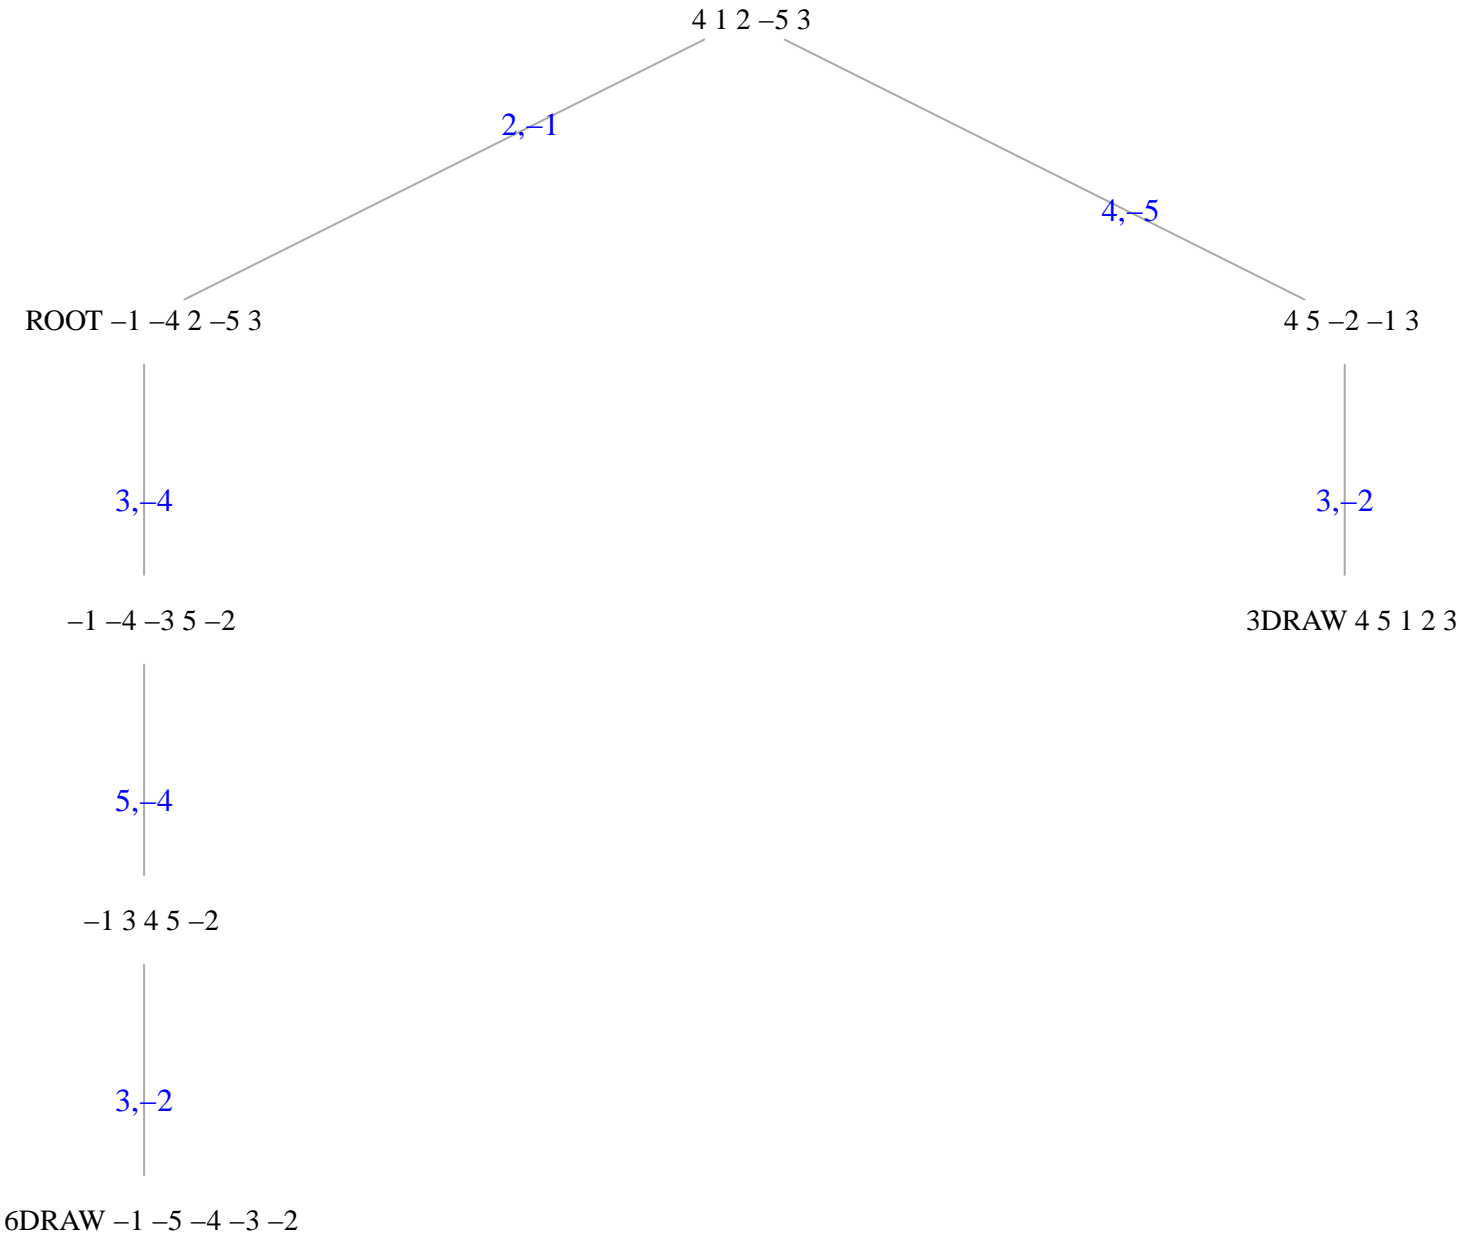 4 1 2 –5 3
2,–1
4,–5
ROOT –1 –4 2 –5 3
4 5 –2 –1 3
3,–4
3,–2
–1 –4 –3 5 –2
3DRAW 4 5 1 2 3
5,–4
–1 3 4 5 –2
3,–2
6DRAW –1 –5 –4 –3 –2